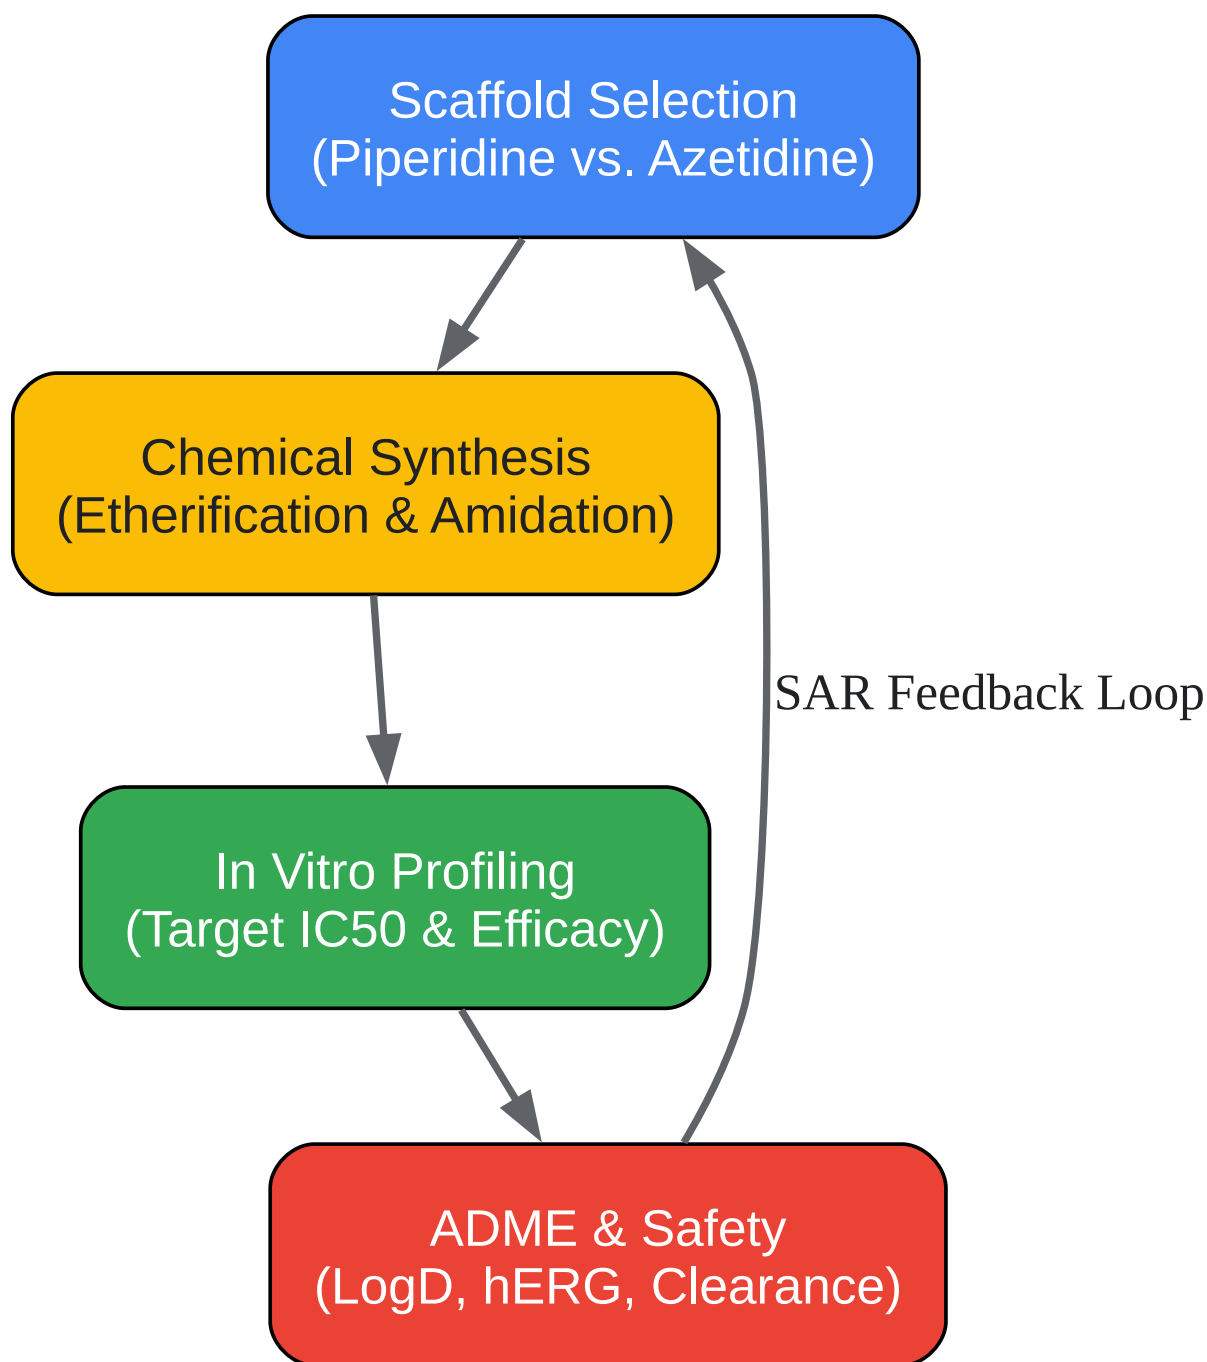 Scaffold Selection
(Piperidine vs. Azetidine)
Chemical Synthesis
(Etherification & Amidation)
SAR Feedback Loop
In Vitro Profiling
(Target IC50 & Efficacy)
ADME & Safety
(LogD, hERG, Clearance)